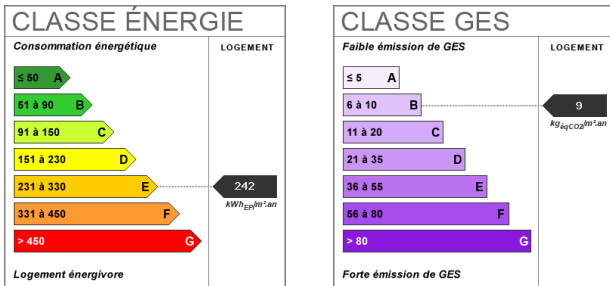 CLASSE ÉNERGIE
Consommation énergétique
LOGEMENT
≤ 50 A
51 à 90 B
91 à 150 C
151 à 230 D
231 à 330 E
242
kWhEP/m².an
331 à 450 F
> 450 G
Logement énergivore
CLASSE GES
Faible émission de GES
LOGEMENT
≤ 5 A
6 à 10 B
9
kgéqCO2/m².an
11 à 20 C
21 à 35 D
36 à 55 E
56 à 80 F
> 80 G
Forte émission de GES